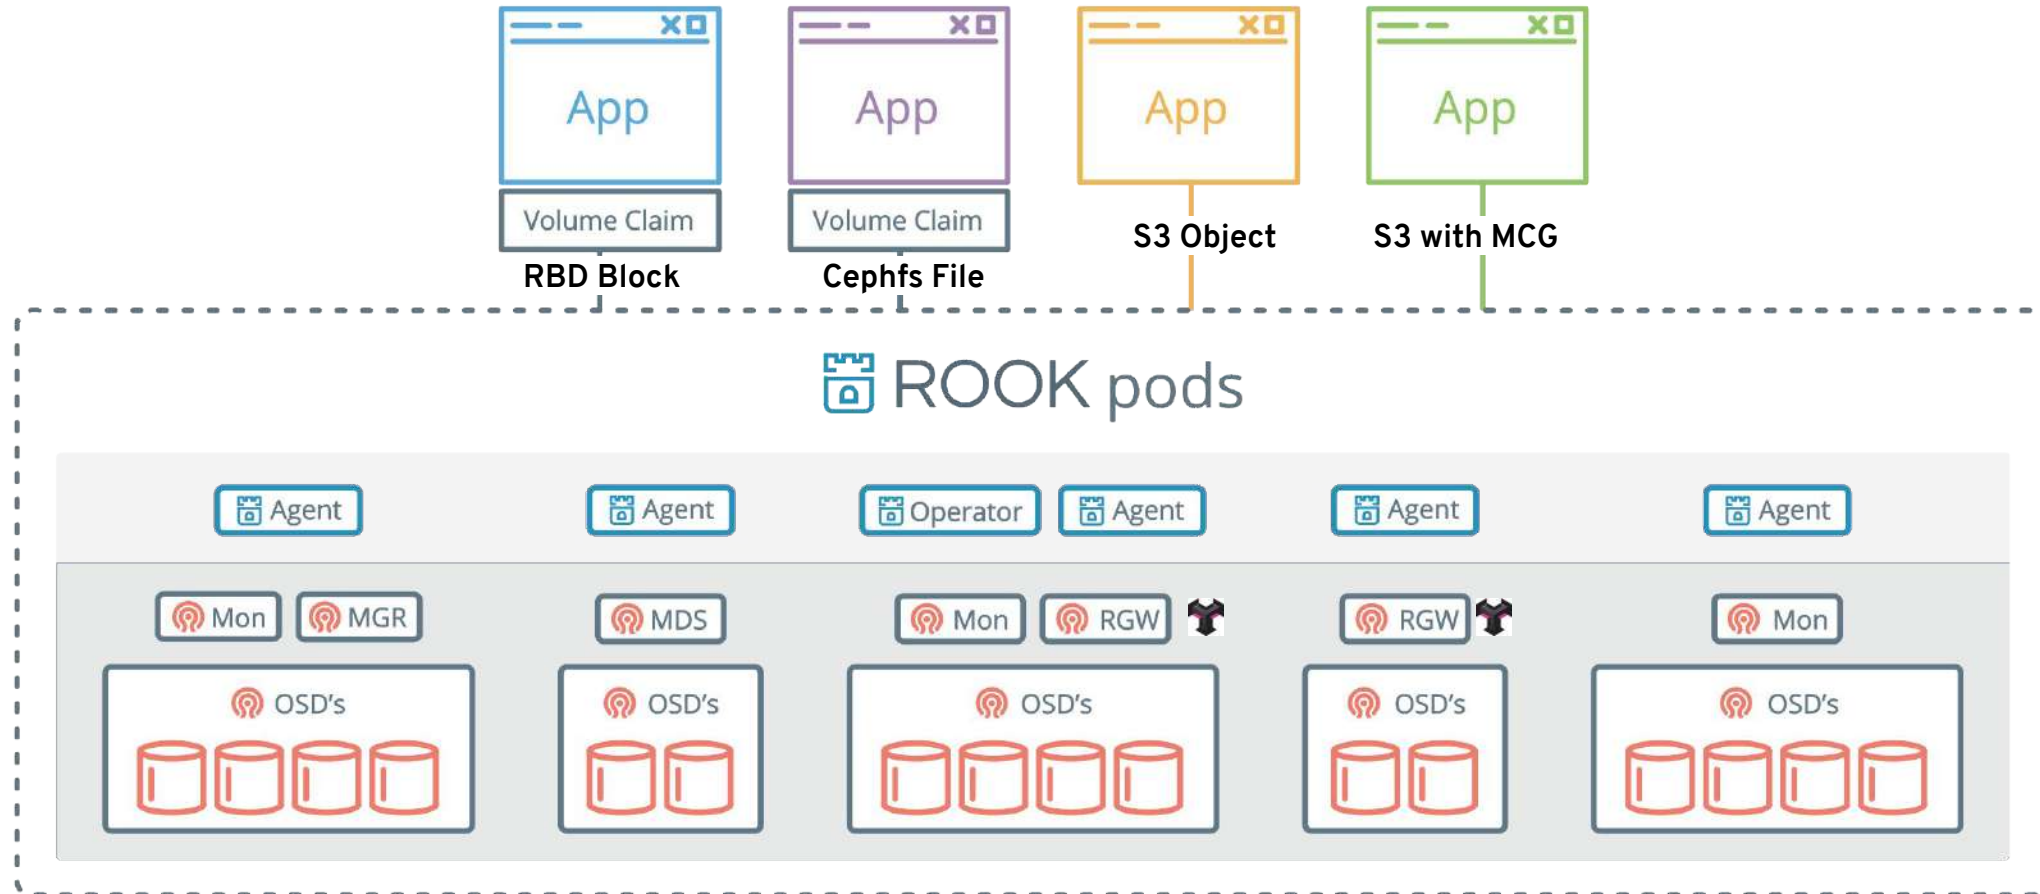 App App App App
Volume Claim Volume Claim
S3 Object S3 with MCG
RBD Block Cephfs File
ROOK pods
Agent Agent Operator Agent Agent Agent
Mon MGR MDS Mon RGW RGW Mon
OSD's OSD's OSD's OSD's OSD's